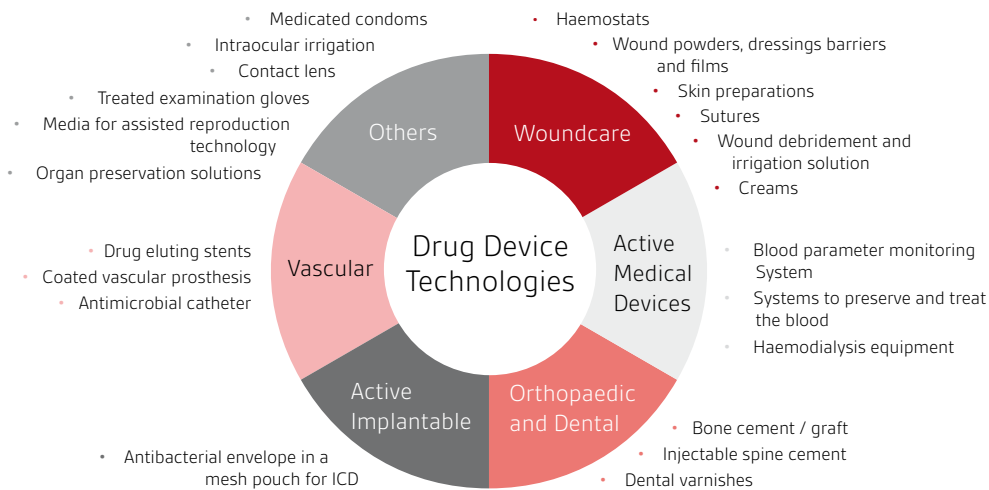 Drug Device
Technologies
Woundcare
• Haemostats
• Wound powders, dressings barriers
and films
• Skin preparations
• Sutures
• Wound debridement and
irrigation solution
• Creams
Active
Medical
Devices
• Blood parameter monitoring
System
• Systems to preserve and treat
the blood
• Haemodialysis equipment
Orthopaedic
and Dental
• Bone cement / graft
• Injectable spine cement
• Dental varnishes
Active
Implantable
• Antibacterial envelope in a
mesh pouch for ICD
Vascular
• Drug eluting stents
• Coated vascular prosthesis
• Antimicrobial catheter
Others
• Medicated condoms
• Intraocular irrigation
• Contact lens
• Treated examination gloves
• Media for assisted reproduction
technology
• Organ preservation solutions